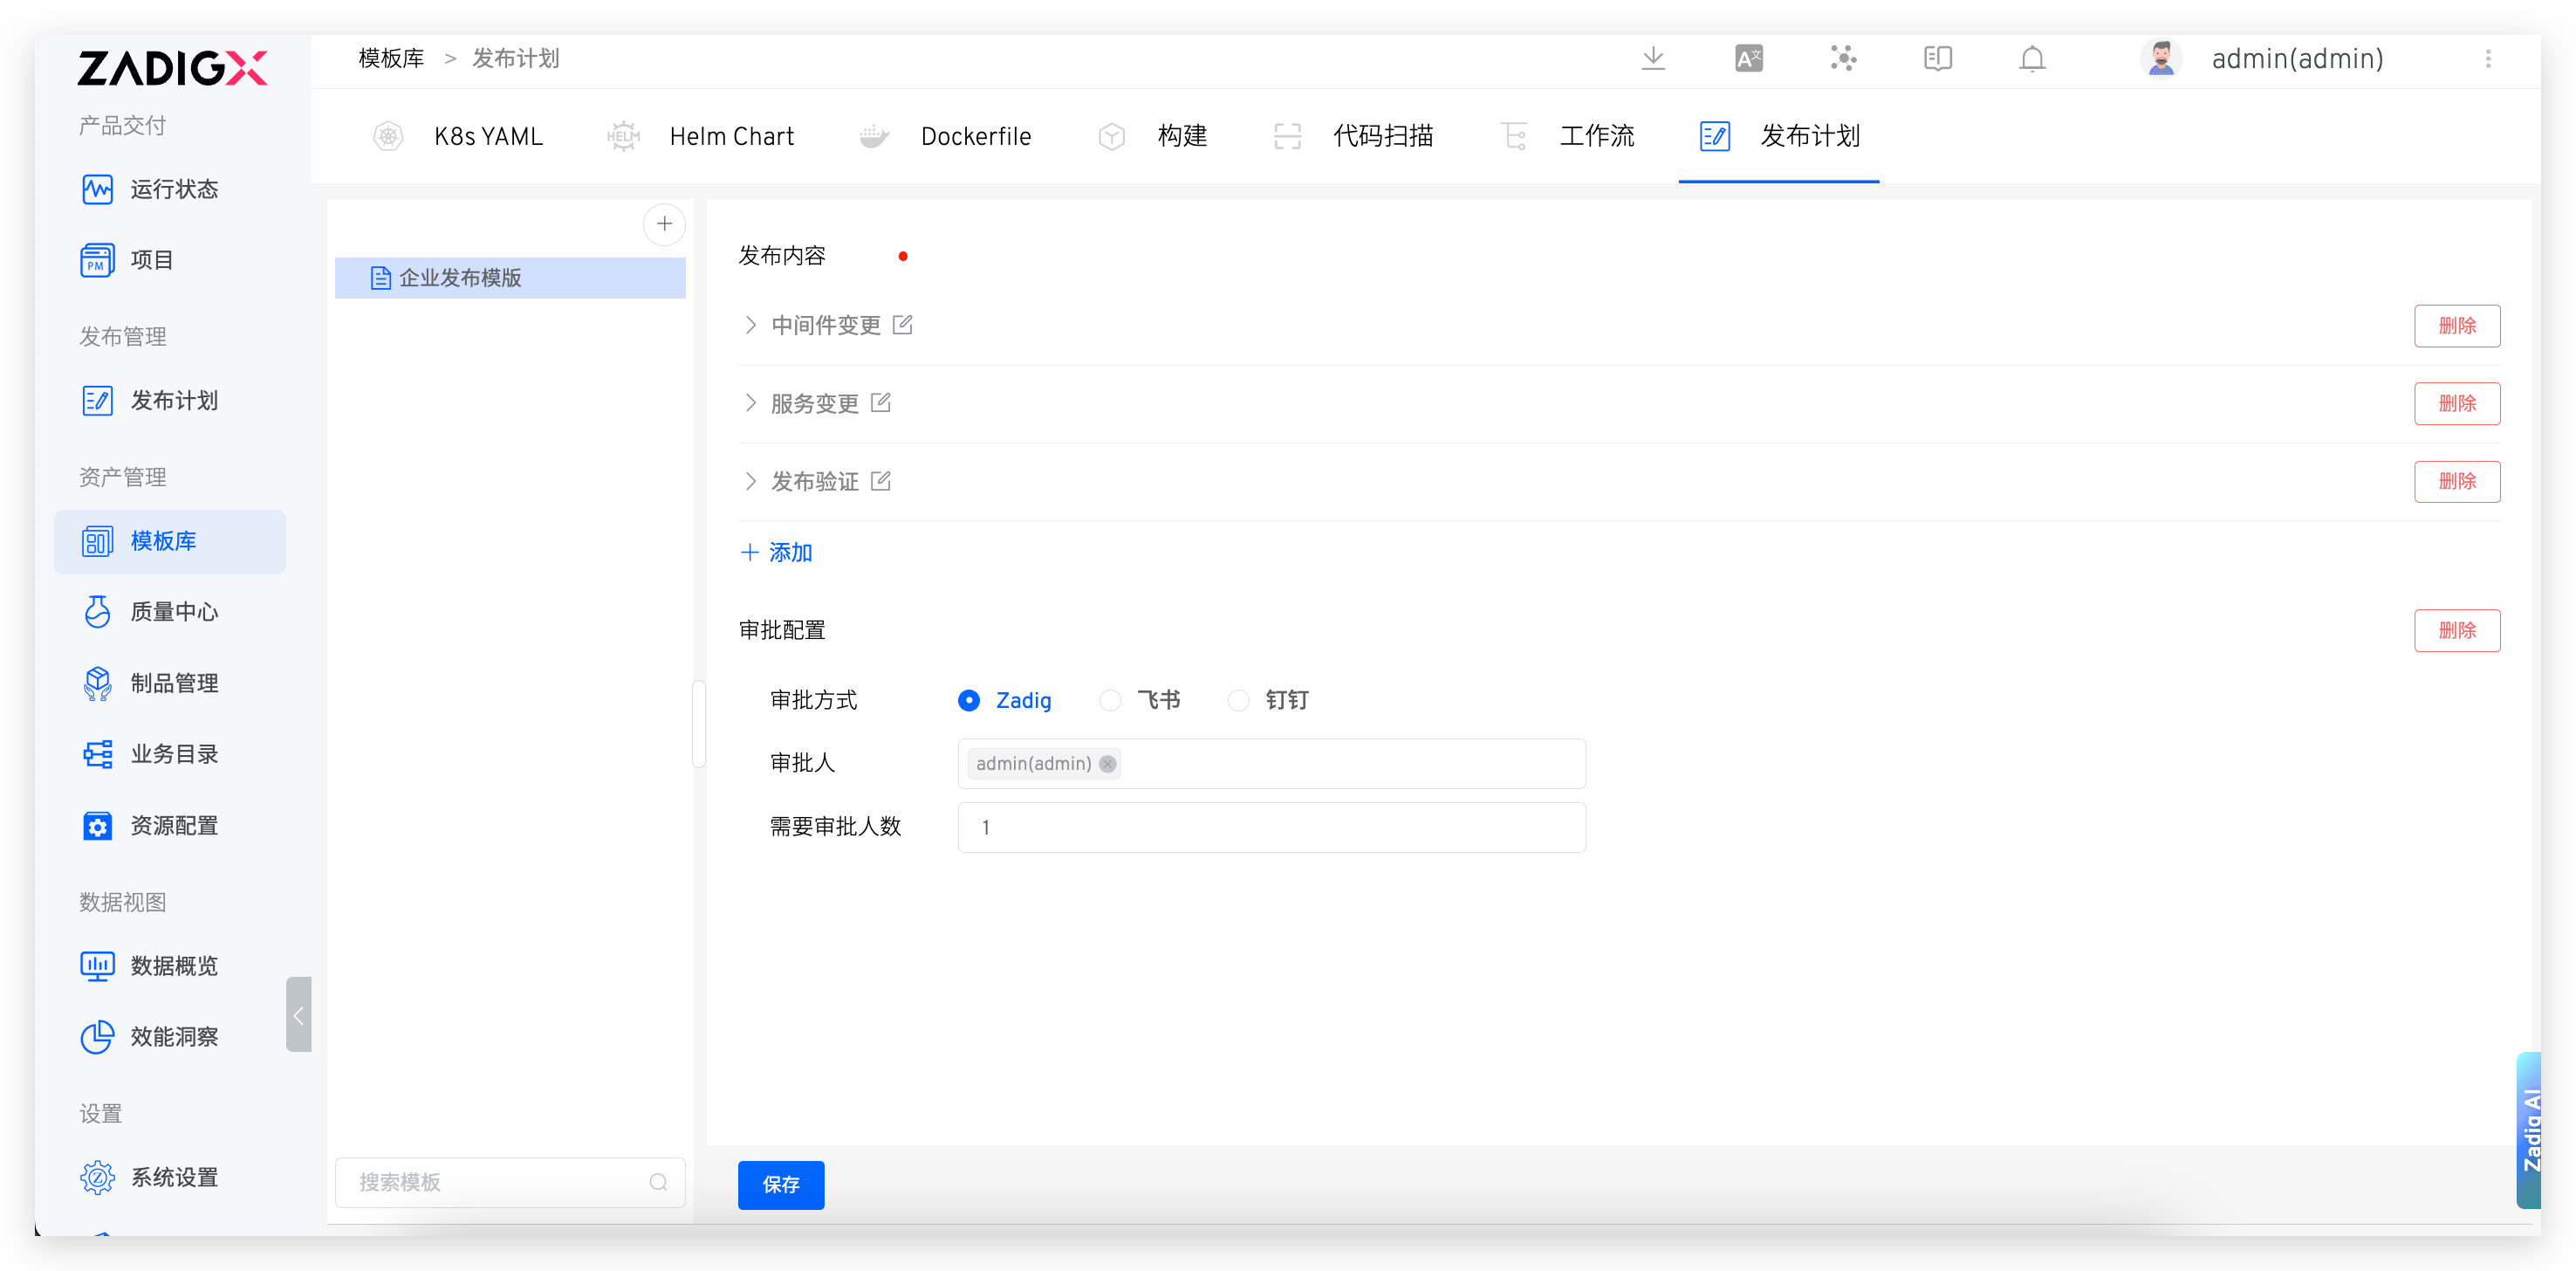 ZADIGX
产品交付
运行状态
PM
项目
发布管理
发布计划
资产管理
模板库
质量中心
制品管理
业务目录
资源配置
数据视图
数据概览
效能洞察
设置
系统设置
模板库 > 发布计划
admin(admin)
K8s YAML
HELM
Helm Chart
Dockerfile
构建
代码扫描
工作流
发布计划
企业发布模版
搜索模板
发布内容
中间件变更
删除
服务变更
删除
发布验证
删除
添加
审批配置
删除
审批方式 Zadig 飞书 钉钉
审批人 admin(admin)
需要审批人数 1
保存
Zadig AI